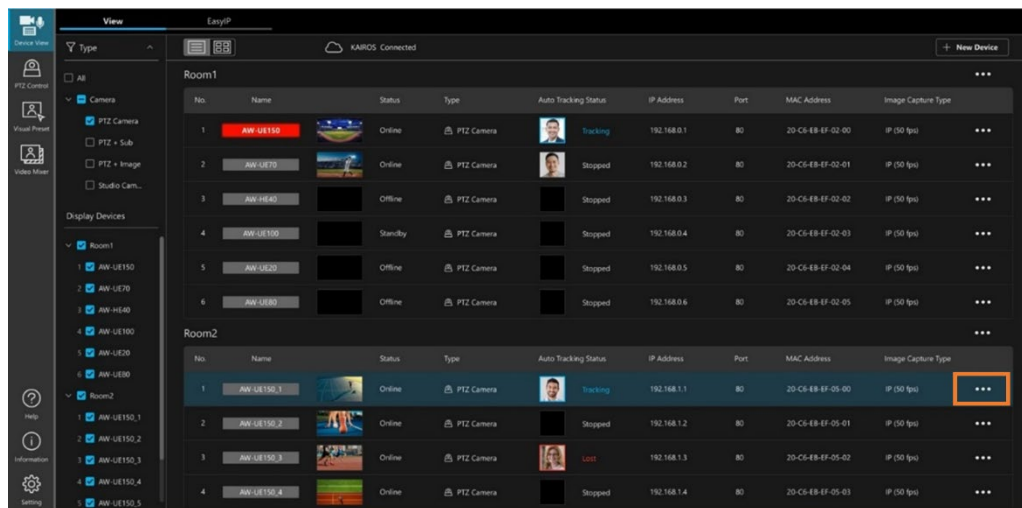 View EasyIP
Device View
PTZ Control
Visual Preset
Video Mixer
Help
Information
Setting
Type
All
Camera
PTZ Camera
PTZ + Sub
PTZ + Image
Studio Cam...
Display Devices
Room1
1 AW-UE150
2 AW-UE70
3 AW-HE40
4 AW-UE100
5 AW-UE20
6 AW-UE80
Room2
1 AW-UE150_1
2 AW-UE150_2
3 AW-UE150_3
4 AW-UE150_4
5 AW-UE150_5
KAIROS Connected
+ New Device
Room1
No. Name Status Type Auto Tracking Status IP Address Port MAC Address Image Capture Type
1 AW-UE150 Online PTZ Camera Tracking 192.168.0.1 80 20-C6-EB-EF-02-00 IP (50 fps)
2 AW-UE70 Online PTZ Camera Stopped 192.168.0.2 80 20-C6-EB-EF-02-01 IP (50 fps)
3 AW-HE40 Offline PTZ Camera Stopped 192.168.0.3 80 20-C6-EB-EF-02-02 IP (50 fps)
4 AW-UE100 Standby PTZ Camera Stopped 192.168.0.4 80 20-C6-EB-EF-02-03 IP (50 fps)
5 AW-UE20 Offline PTZ Camera Stopped 192.168.0.5 80 20-C6-EB-EF-02-04 IP (50 fps)
6 AW-UE80 Offline PTZ Camera Stopped 192.168.0.6 80 20-C6-EB-EF-02-05 IP (50 fps)
Room2
No. Name Status Type Auto Tracking Status IP Address Port MAC Address Image Capture Type
1 AW-UE150_1 Online PTZ Camera Tracking 192.168.1.1 80 20-C6-EB-EF-05-00 IP (50 fps)
2 AW-UE150_2 Online PTZ Camera Stopped 192.168.1.2 80 20-C6-EB-EF-05-01 IP (50 fps)
3 AW-UE150_3 Online PTZ Camera Lost 192.168.1.3 80 20-C6-EB-EF-05-02 IP (50 fps)
4 AW-UE150_4 Online PTZ Camera Stopped 192.168.1.4 80 20-C6-EB-EF-05-03 IP (50 fps)